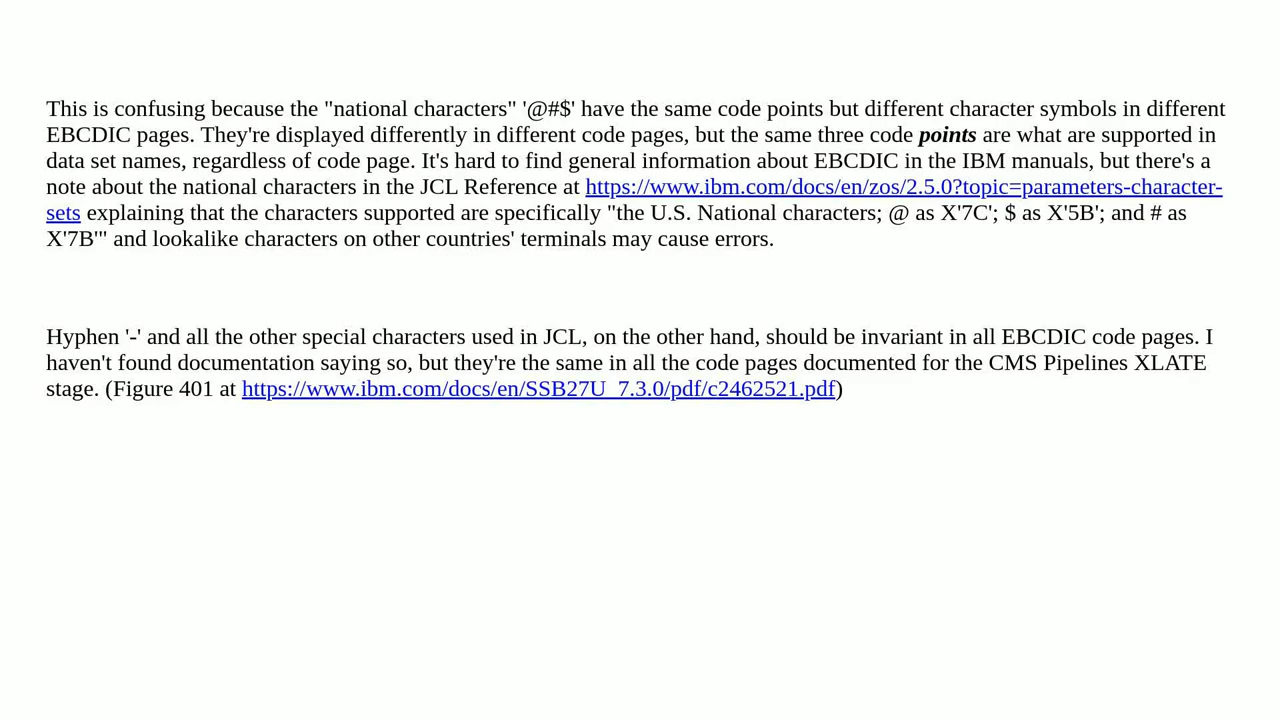 This is confusing because the "national characters" '@#$' have the same code points but different character symbols in different
EBCDIC pages. They're displayed differently in different code pages, but the same three code points are what are supported in
data set names, regardless of code page. It's hard to find general information about EBCDIC in the IBM manuals, but there's a
note about the national characters in the JCL Reference at https://www.ibm.com/docs/en/zos/2.5.0?topic=parameters-character-
sets explaining that the characters supported are specifically "the U.S. National characters; @ as X'7C'; $ as X'5B'; and # as
X'7B'" and lookalike characters on other countries' terminals may cause errors.
Hyphen '-' and all the other special characters used in JCL, on the other hand, should be invariant in all EBCDIC code pages. I
haven't found documentation saying so, but they're the same in all the code pages documented for the CMS Pipelines XLATE
stage. (Figure 401 at https://www.ibm.com/docs/en/SSB27U_7.3.0/pdf/c2462521.pdf)